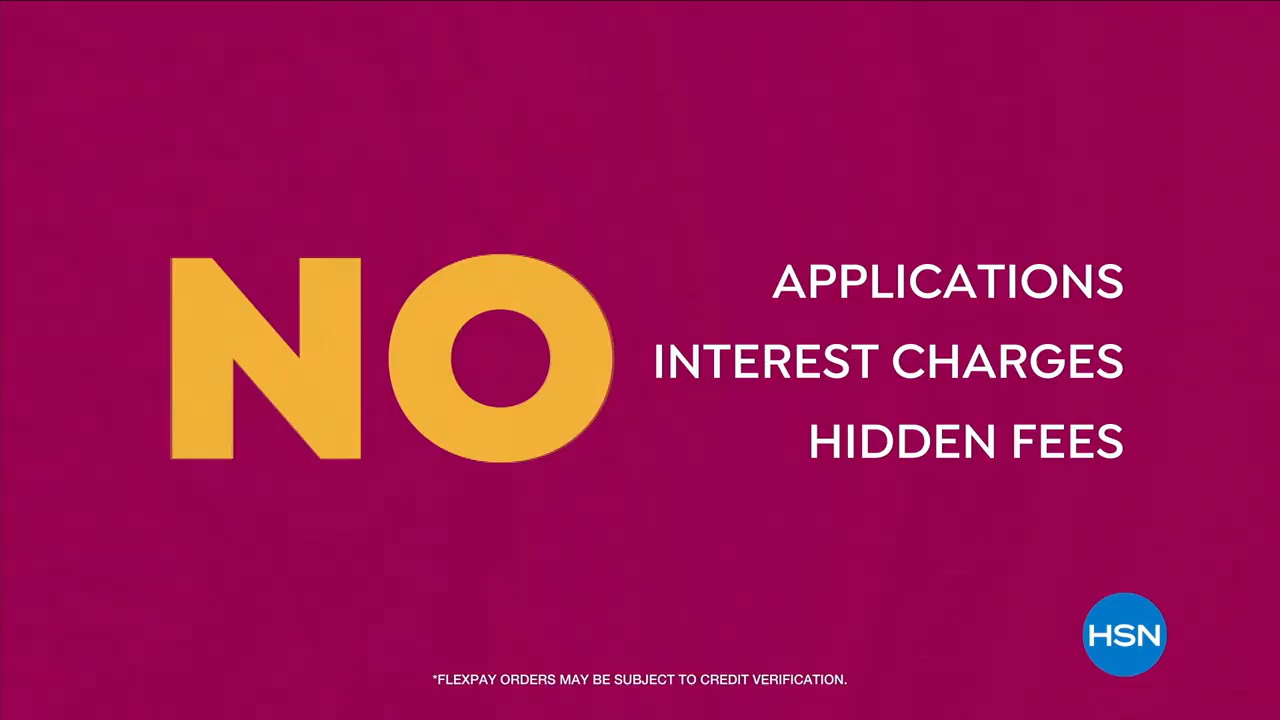 NO
APPLICATIONS
INTEREST CHARGES
HIDDEN FEES
HSN
*FLEXPAY ORDERS MAY BE SUBJECT TO CREDIT VERIFICATION.